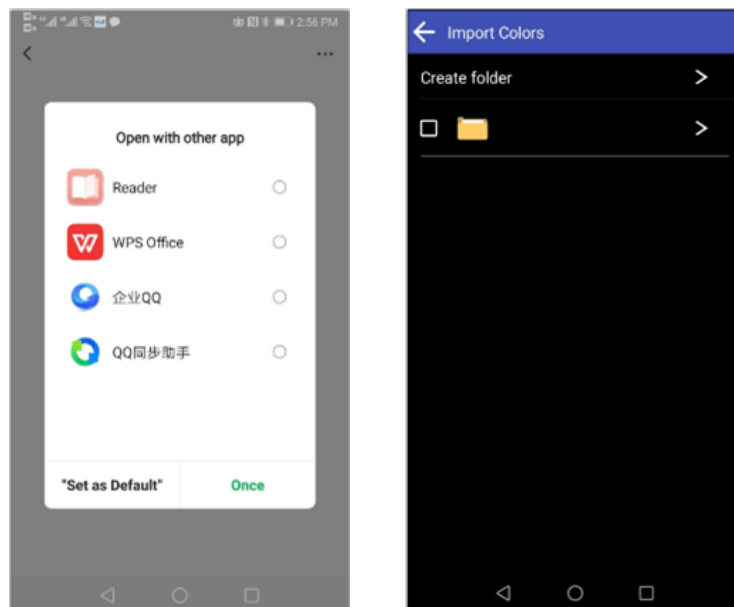 2:56 PM
Open with other app
Reader
WPS Office
企业QQ
QQ同步助手
"Set as Default"
Once
Import Colors
Create folder